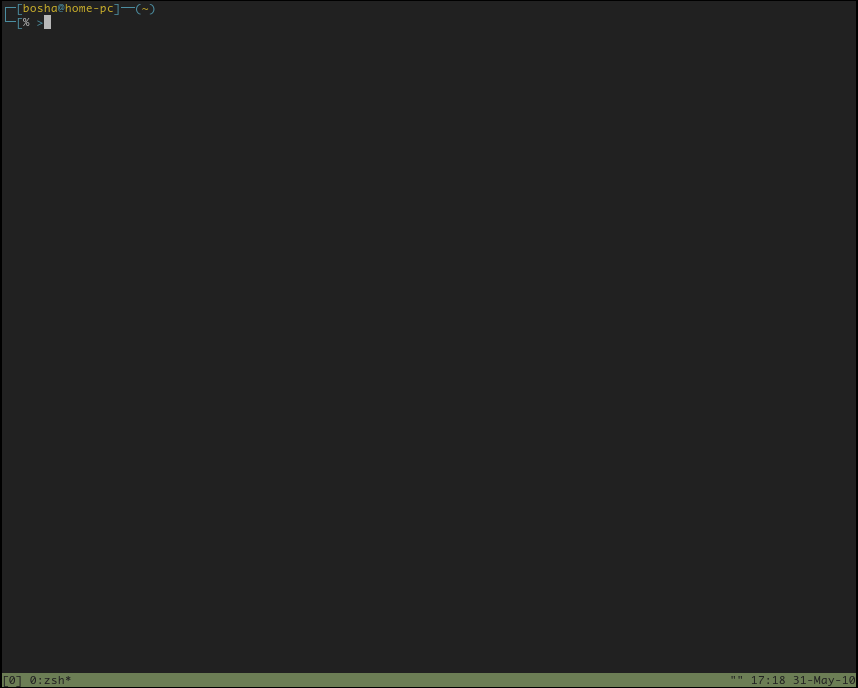 ┌─[bosha@home-pc]──(~)
└─[% >
[0] 0:zsh* "" 17:18 31-May-10